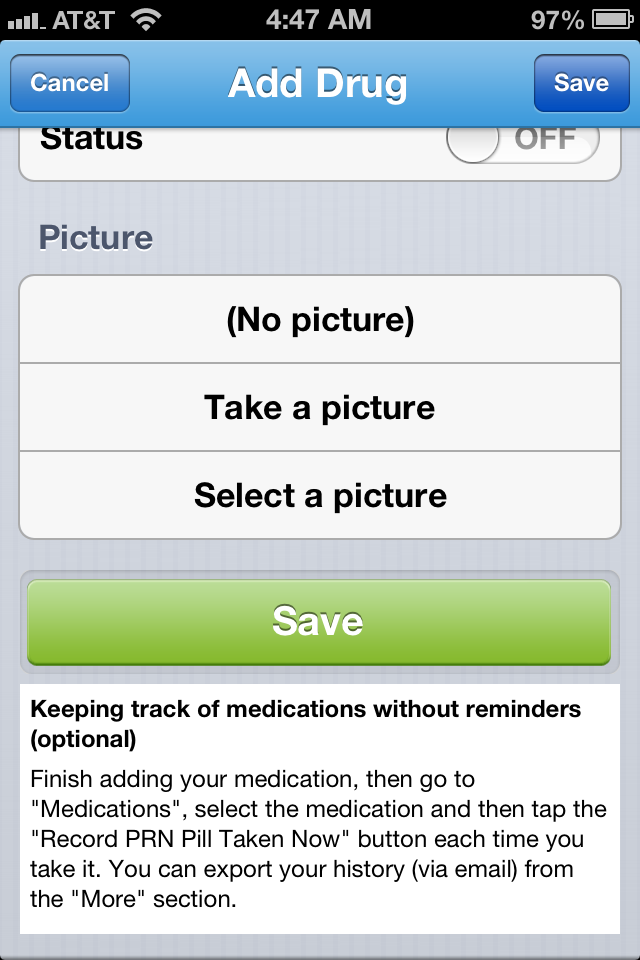 AT&T 4:47 AM 97%
Cancel Add Drug Save
Status OFF
Picture
(No picture)
Take a picture
Select a picture
Save
Keeping track of medications without reminders
(optional)
Finish adding your medication, then go to
"Medications", select the medication and then tap the
"Record PRN Pill Taken Now" button each time you
take it. You can export your history (via email) from
the "More" section.